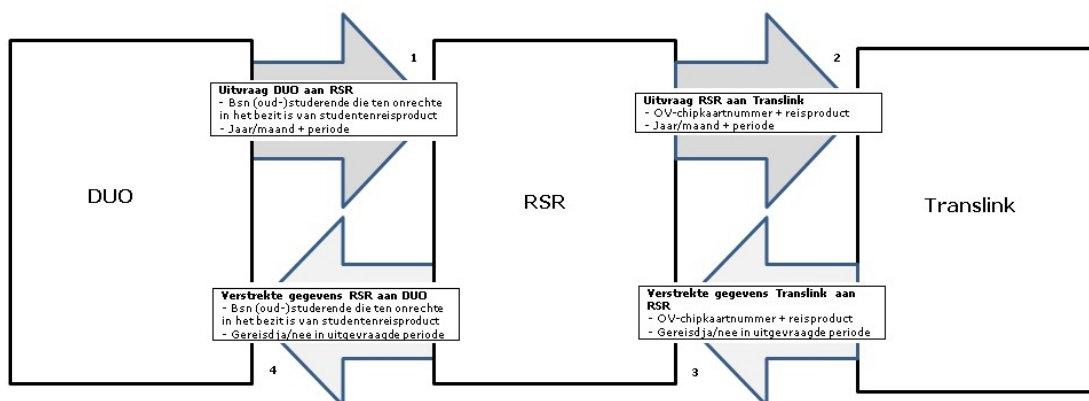 DUO
1
Uitvraag DUO aan RSR
- Bsn (oud-)studerende die ten onrechte
in het bezit is van studentenreisproduct
- Jaar/maand + periode
RSR
2
Uitvraag RSR aan Translink
- OV-chipkaartnummer + reisproduct
- Jaar/maand + periode
Translink
Verstrekte gegevens RSR aan DUO
- Bsn (oud-)studerende die ten onrechte
in het bezit is van studentenreisproduct
- Gereisd ja/nee in uitgevraagde periode
4
Verstrekte gegevens Translink aan
RSR
- OV-chipkaartnummer + reisproduct
- Gereisd ja/nee in uitgevraagde periode
3